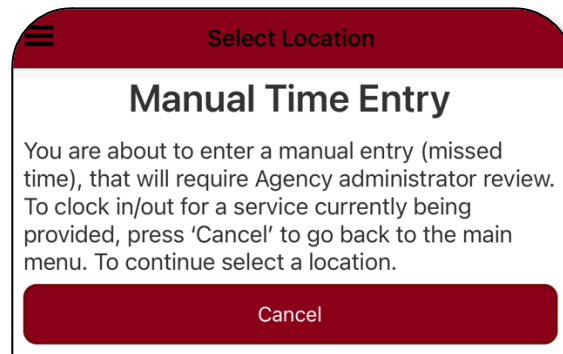 Select Location
Manual Time Entry
You are about to enter a manual entry (missed
time), that will require Agency administrator review.
To clock in/out for a service currently being
provided, press ‘Cancel’ to go back to the main
menu. To continue select a location.
Cancel